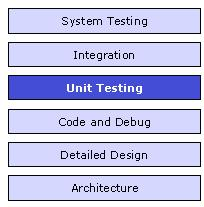 System Testing
Integration
Unit Testing
Code and Debug
Detailed Design
Architecture